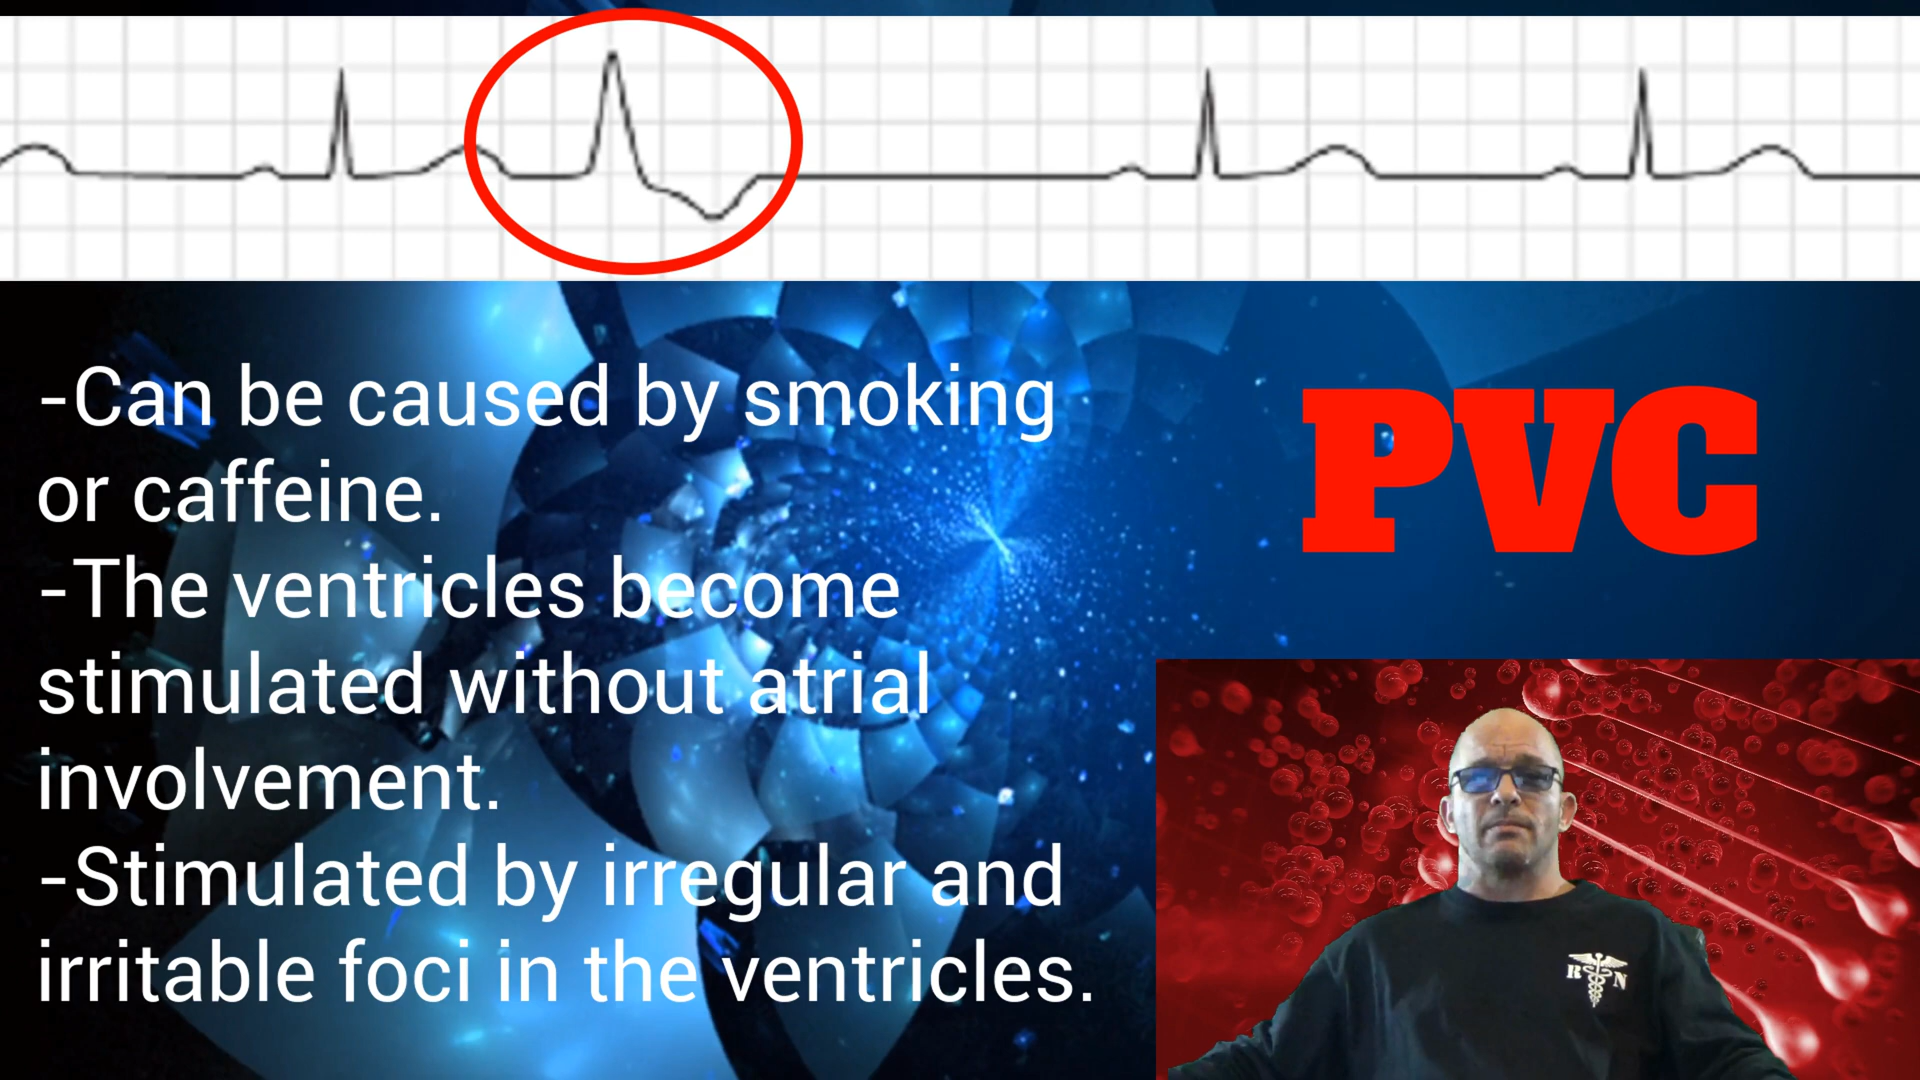 -Can be caused by smoking
or caffeine.
-The ventricles become
stimulated without atrial
involvement.
-Stimulated by irregular and
irritable foci in the ventricles.
PVC
R N